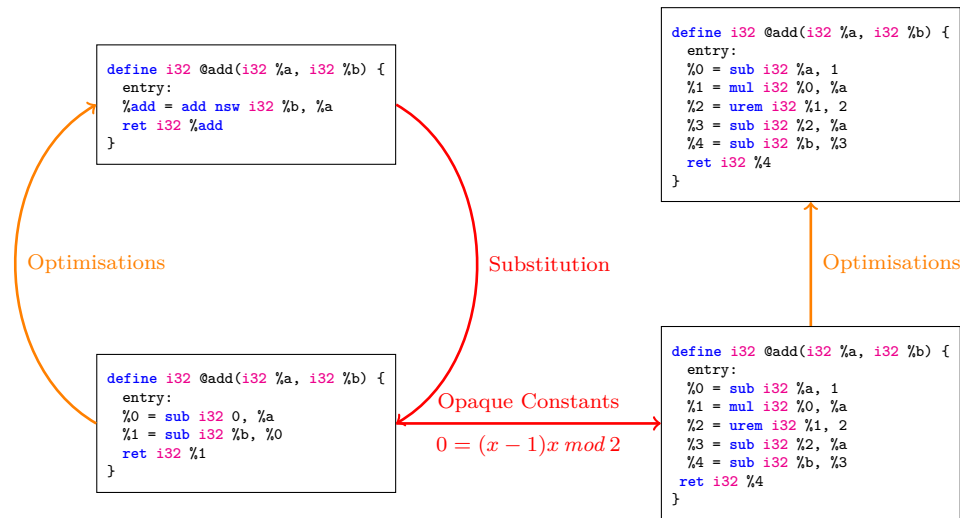 define i32 @add(i32 %a, i32 %b) {
entry:
%add = add nsw i32 %b, %a
ret i32 %add
}
define i32 @add(i32 %a, i32 %b) {
entry:
%0 = sub i32 %a, 1
%1 = mul i32 %0, %a
%2 = urem i32 %1, 2
%3 = sub i32 %2, %a
%4 = sub i32 %b, %3
ret i32 %4
}
Optimisations
Substitution
Optimisations
define i32 @add(i32 %a, i32 %b) {
entry:
%0 = sub i32 0, %a
%1 = sub i32 %b, %0
ret i32 %1
}
Opaque Constants
0 = (x − 1)x mod 2
define i32 @add(i32 %a, i32 %b) {
entry:
%0 = sub i32 %a, 1
%1 = mul i32 %0, %a
%2 = urem i32 %1, 2
%3 = sub i32 %2, %a
%4 = sub i32 %b, %3
ret i32 %4
}